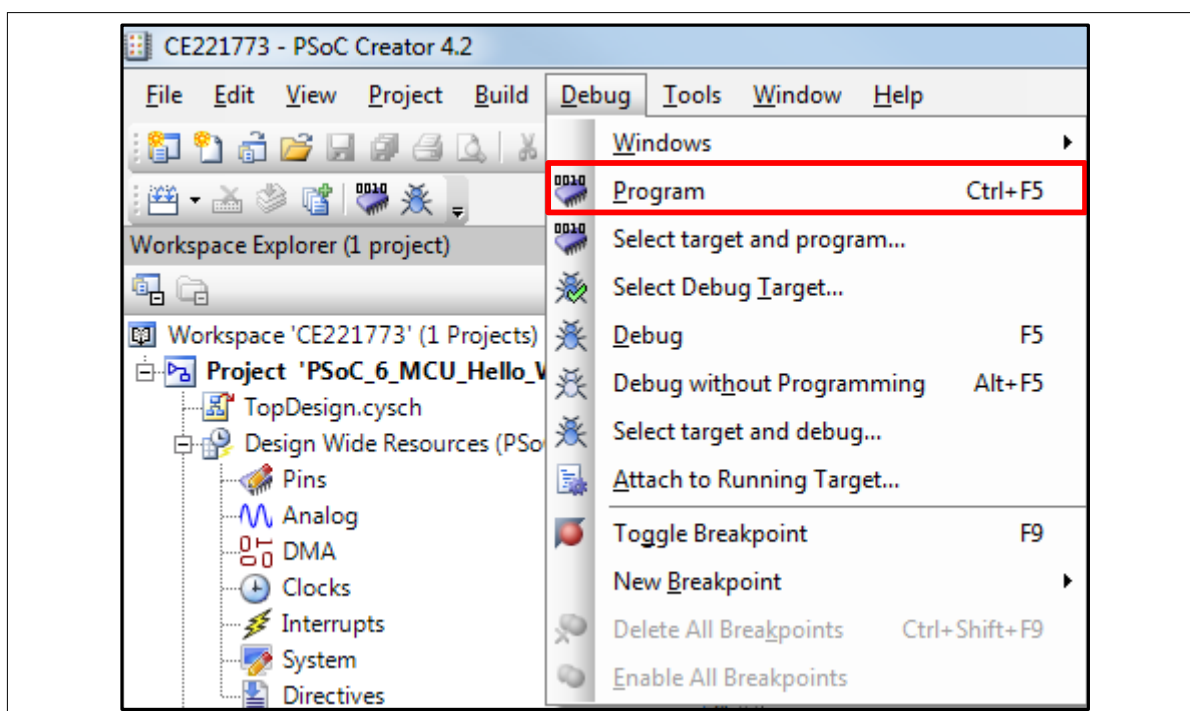 CE221773 - PSoC Creator 4.2
File Edit View Project Build Debug Tools Window Help
Windows
Program Ctrl+F5
Select target and program...
Select Debug Target...
Debug F5
Debug without Programming Alt+F5
Select target and debug...
Attach to Running Target...
Toggle Breakpoint F9
New Breakpoint
Delete All Breakpoints Ctrl+Shift+F9
Enable All Breakpoints
Workspace Explorer (1 project)
Workspace 'CE221773' (1 Projects)
Project 'PSoC_6_MCU_Hello_
TopDesign.cysch
Design Wide Resources (PSo
Pins
Analog
DMA
Clocks
Interrupts
System
Directives